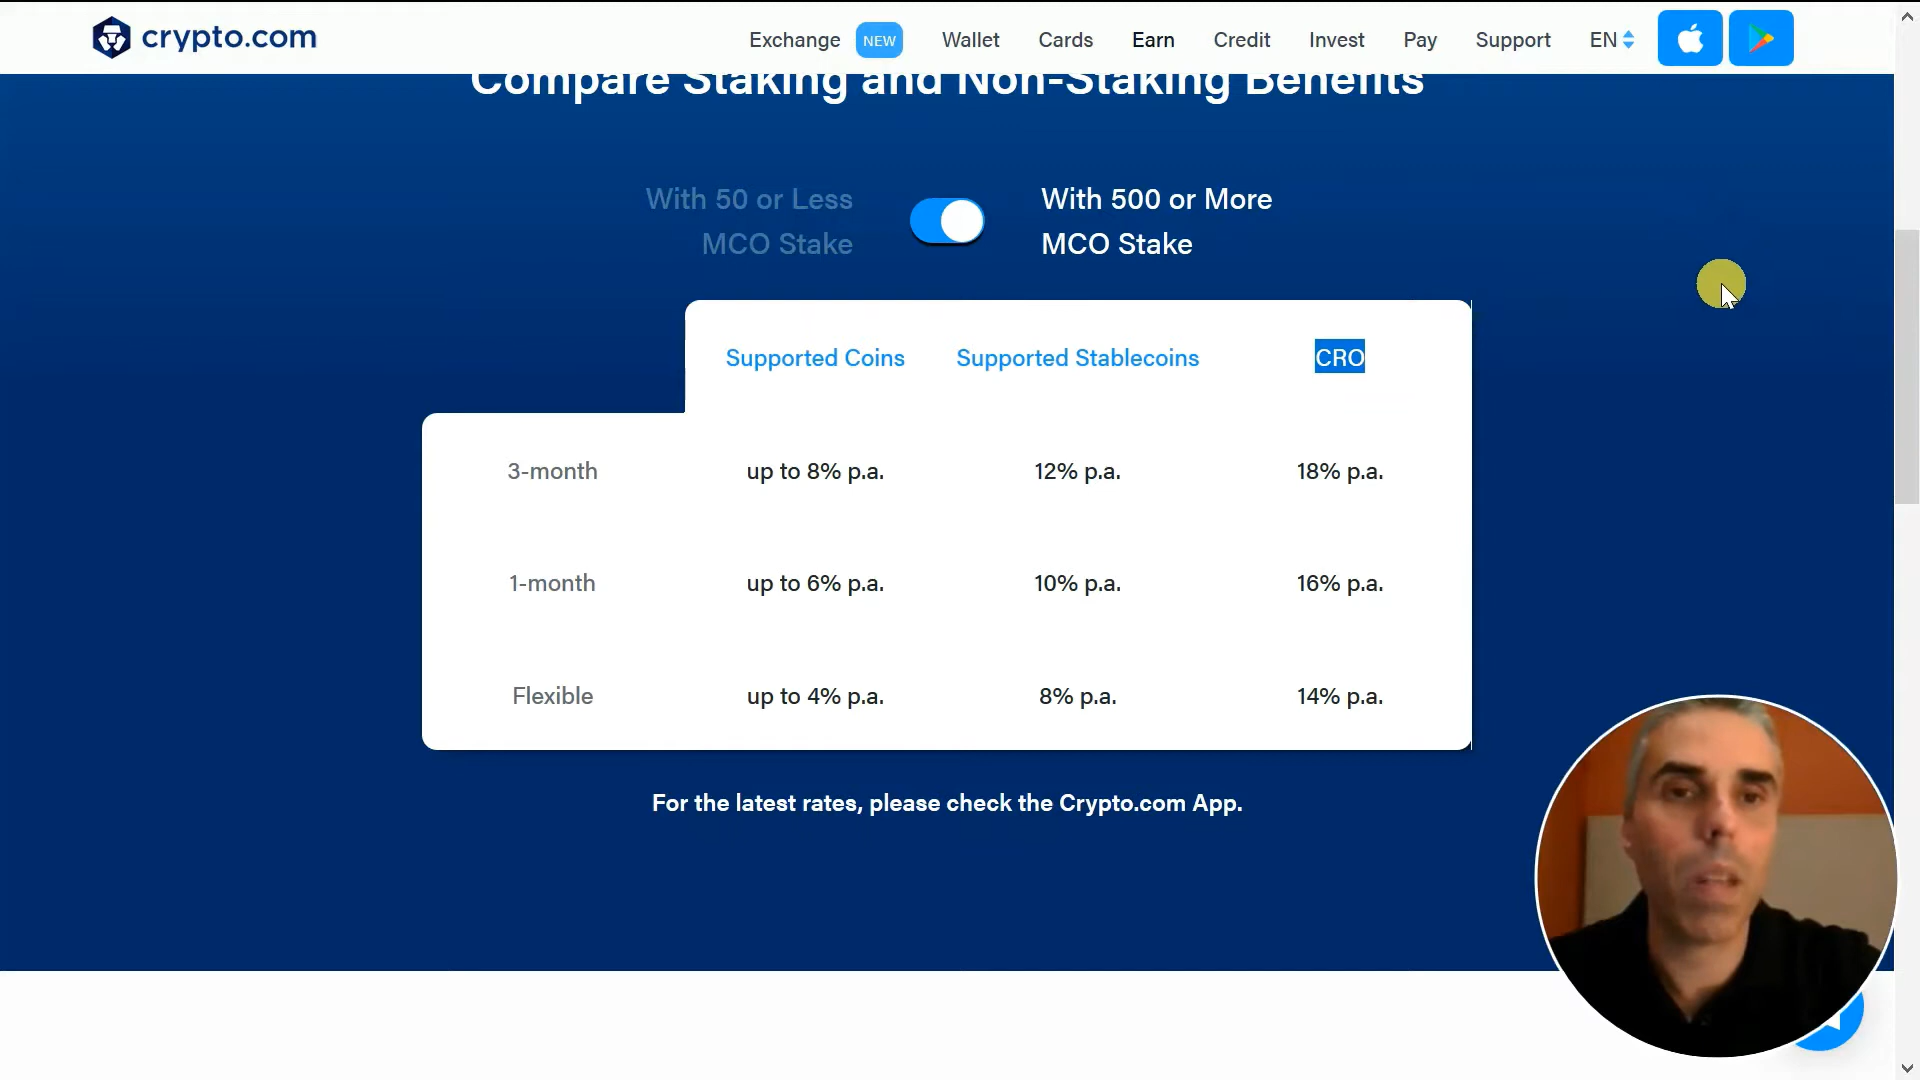 crypto.com
Exchange NEW Wallet Cards Earn Credit Invest Pay Support EN
Compare Staking and Non-Staking Benefits
With 50 or Less
MCO Stake
With 500 or More
MCO Stake
Supported Coins Supported Stablecoins CRO
3-month up to 8% p.a. 12% p.a. 18% p.a.
1-month up to 6% p.a. 10% p.a. 16% p.a.
Flexible up to 4% p.a. 8% p.a. 14% p.a.
For the latest rates, please check the Crypto.com App.